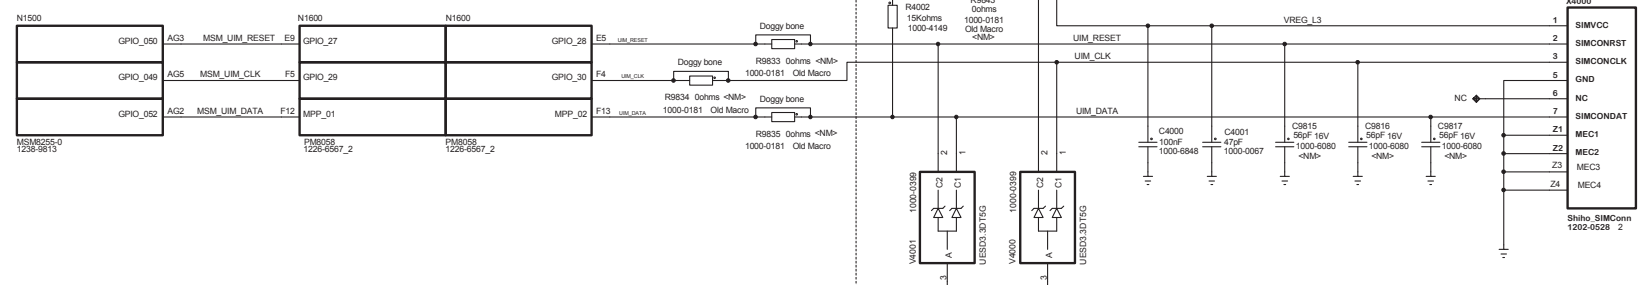 N1500
GPIO_050
GPIO_049
GPIO_052
MSM8255-0
1238-9813
AG3 MSM_UIM_RESET E9
AG5 MSM_UIM_CLK F5
AG2 MSM_UIM_DATA F12
N1600
GPIO_27
GPIO_29
MPP_01
PM8058
1226-6567_2
N1600
GPIO_28
GPIO_30
MPP_02
PM8058
1226-6567_2
E5 UIM_RESET
F4 UIM_CLK
F13 UIM_DATA
Doggy bone
R9833 0ohms <NM>
1000-0181 Old Macro
Doggy bone
R9834 0ohms <NM>
1000-0181 Old Macro
Doggy bone
R9835 0ohms <NM>
1000-0181 Old Macro
R4002
15Kohms
1000-4149
0ohms
1000-0181
Old Macro
<NM>
VREG_L3
UIM_RESET
UIM_CLK
UIM_DATA
2 1
1000-0399
C2 C1
A
V4001
UESD3.3DT5G
3
2 1
1000-0399
C2 C1
A
V4000
UESD3.3DT5G
3
C4000
100nF
1000-6848
C4001
47pF
1000-0067
C9815
56pF 16V
1000-6080
<NM>
C9816
56pF 16V
1000-6080
<NM>
C9817
56pF 16V
1000-6080
<NM>
NC
X4000
1 SIMVCC
2 SIMCONRST
3 SIMCONCLK
5 GND
6 NC
7 SIMCONDAT
Z1 MEC1
Z2 MEC2
Z3 MEC3
Z4 MEC4
Shiho_SIMConn
1202-0528 2